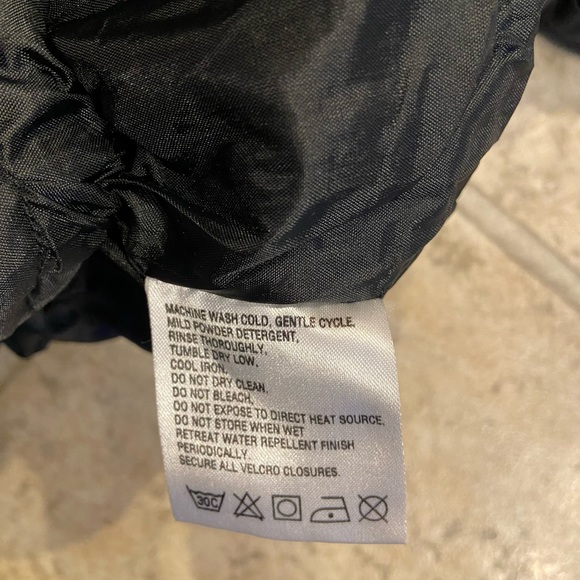 MACHINE WASH COLD, GENTLE CYCLE.
MILD POWDER DETERGENT.
RINSE THOROUGHLY.
TUMBLE DRY LOW.
COOL IRON.
DO NOT DRY CLEAN.
DO NOT BLEACH.
DO NOT EXPOSE TO DIRECT HEAT SOURCE.
DO NOT STORE WHEN WET
RETREAT WATER REPELLENT FINISH
PERIODICALLY.
SECURE ALL VELCRO CLOSURES.
30C